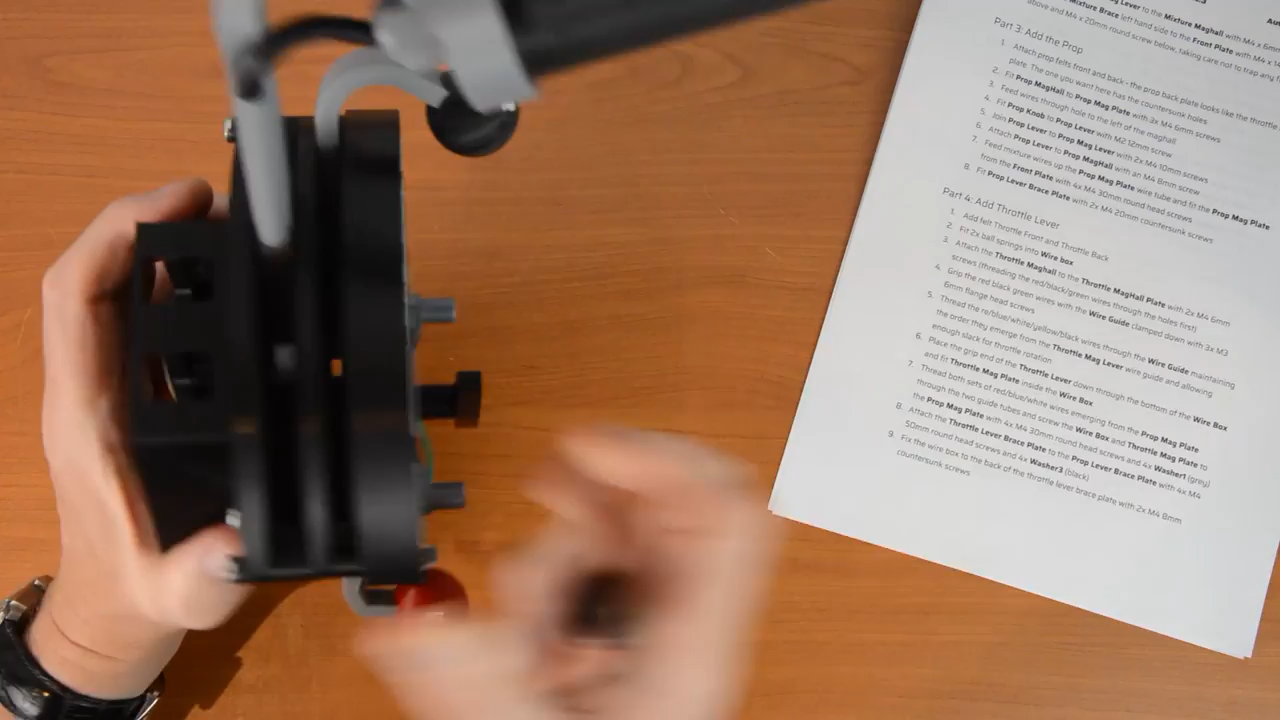 Mag Lever to the Mixture Maghall with M4 x 6mm
Mixture Brace left hand side to the Front Plate with M4 x
above and M4 x 20mm round screw below, taking care not to trap any
Part 3: Add the Prop
1. Attach prop felts front and back - the prop back plate looks like the throttle
plate. The one you want here has the countersunk holes
2. Fit Prop MagHall to Prop Mag Plate with 3x M4 6mm screws
3. Feed wires through hole to the left of the maghall
4. Fit Prop Knob to Prop Lever with M2 12mm screw
5. Join Prop Lever to Prop Mag Lever with 2x M4 10mm screws
6. Attach Prop Lever to Prop MagHall with an M4 8mm screw
7. Feed mixture wires up the Prop Mag Plate wire tube and fit the Prop Mag Plate
from the Front Plate with 4x M4 30mm round head screws
8. Fit Prop Lever Brace Plate with 2x M4 20mm countersunk screws
Part 4: Add Throttle Lever
1. Add felt Throttle Front and Throttle Back
2. Fit 2x ball springs into Wire box
3. Attach the Throttle Maghall to the Throttle MagHall Plate with 2x M4 6mm
screws (threading the red/black/green wires through the holes first)
4. Grip the red black green wires with the Wire Guide clamped down with 3x M3
6mm flange head screws
5. Thread the re/blue/white/yellow/black wires through the Wire Guide maintaining
the order they emerge from the Throttle Mag Lever wire guide and allowing
enough slack for throttle rotation
6. Place the grip end of the Throttle Lever down through the bottom of the Wire Box
and fit Throttle Mag Plate inside the Wire Box
7. Thread both sets of red/blue/white wires emerging from the Prop Mag Plate
through the two guide tubes and screw the Wire Box and Throttle Mag Plate to
the Prop Mag Plate with 4x M4 30mm round head screws and 4x Washer1 (grey)
8. Attach the Throttle Lever Brace Plate to the Prop Lever Brace Plate with 4x M4
50mm round head screws and 4x Washer3 (black)
9. Fix the wire box to the back of the throttle lever brace plate with 2x M4 8mm
countersunk screws